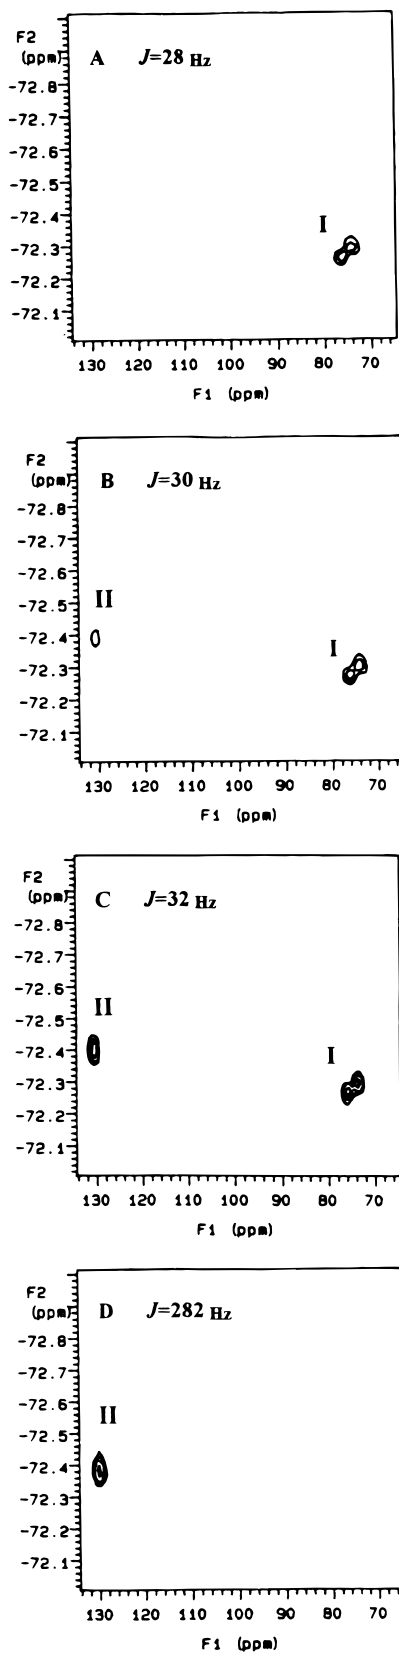 F2
(ppm)
A J=28 Hz
-72.8
-72.7
-72.6
-72.5
-72.4
I
-72.3
-72.2
-72.1
130 120 110 100 90 80 70
F1 (ppm)
F2
(ppm)
B J=30 Hz
-72.8
-72.7
-72.6
II
-72.5
-72.4
I
-72.3
-72.2
-72.1
130 120 110 100 90 80 70
F1 (ppm)
F2
(ppm)
C J=32 Hz
-72.8
-72.7
-72.6
II
-72.5
-72.4
I
-72.3
-72.2
-72.1
130 120 110 100 90 80 70
F1 (ppm)
F2
(ppm)
D J=282 Hz
-72.8
-72.7
-72.6
II
-72.5
-72.4
-72.3
-72.2
-72.1
130 120 110 100 90 80 70
F1 (ppm)